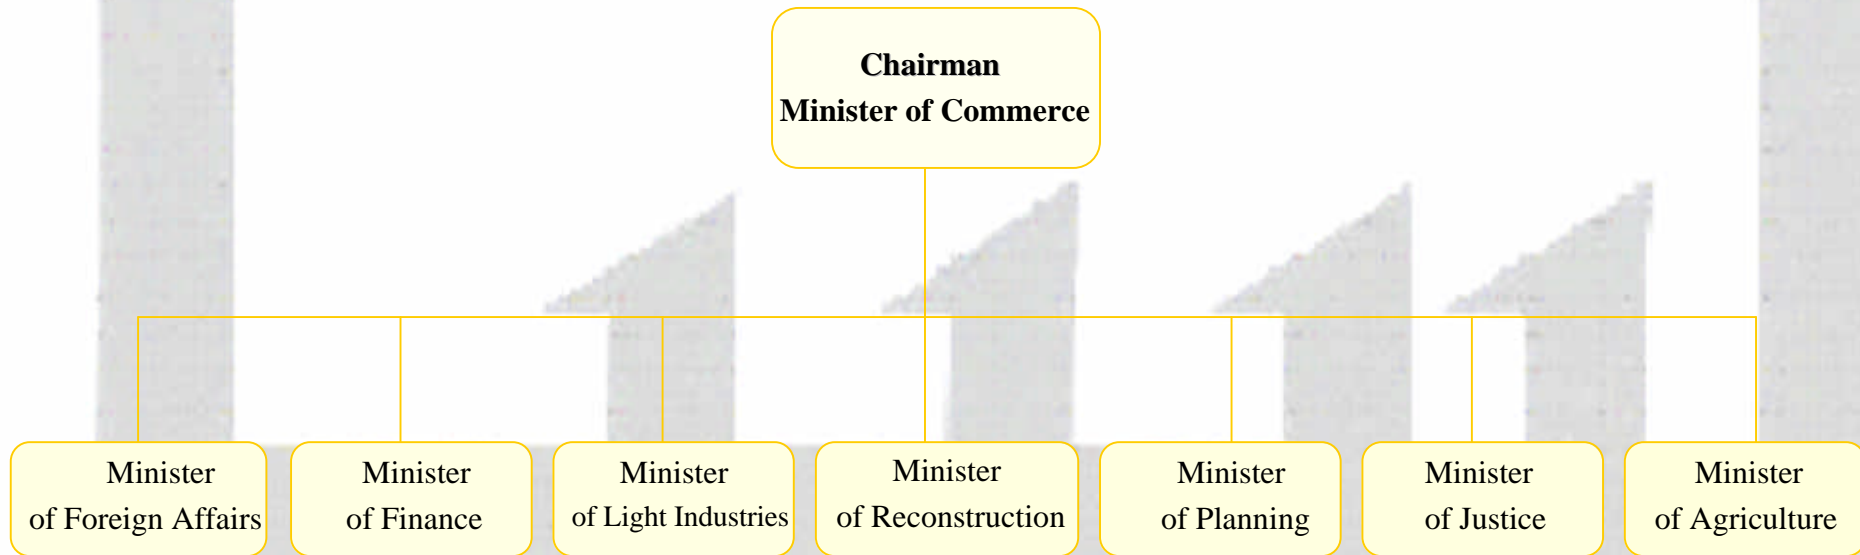 Chairman
Minister of Commerce
Minister
of Foreign Affairs
Minister
of Finance
Minister
of Light Industries
Minister
of Reconstruction
Minister
of Planning
Minister
of Justice
Minister
of Agriculture